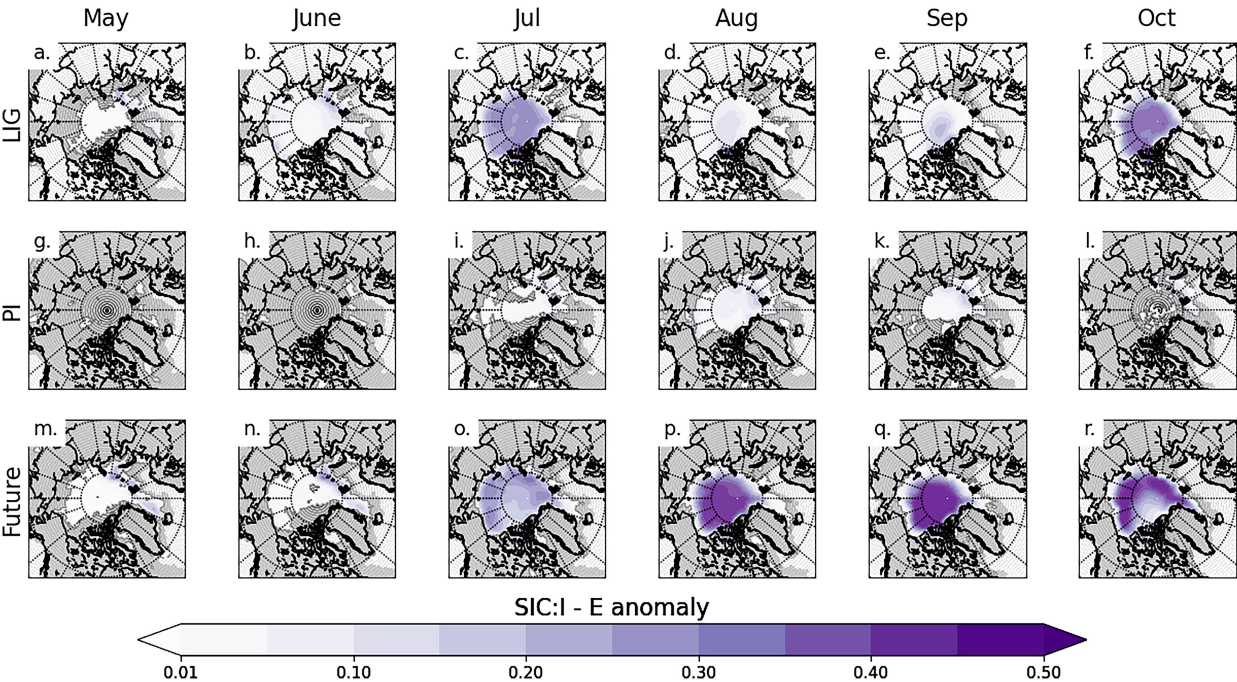 May June Jul Aug Sep Oct
a. b. c. d. e. f.
LIG
g. h. i. j. k. l.
PI
m. n. o. p. q. r.
Future
SIC:I - E anomaly
0.01 0.10 0.20 0.30 0.40 0.50